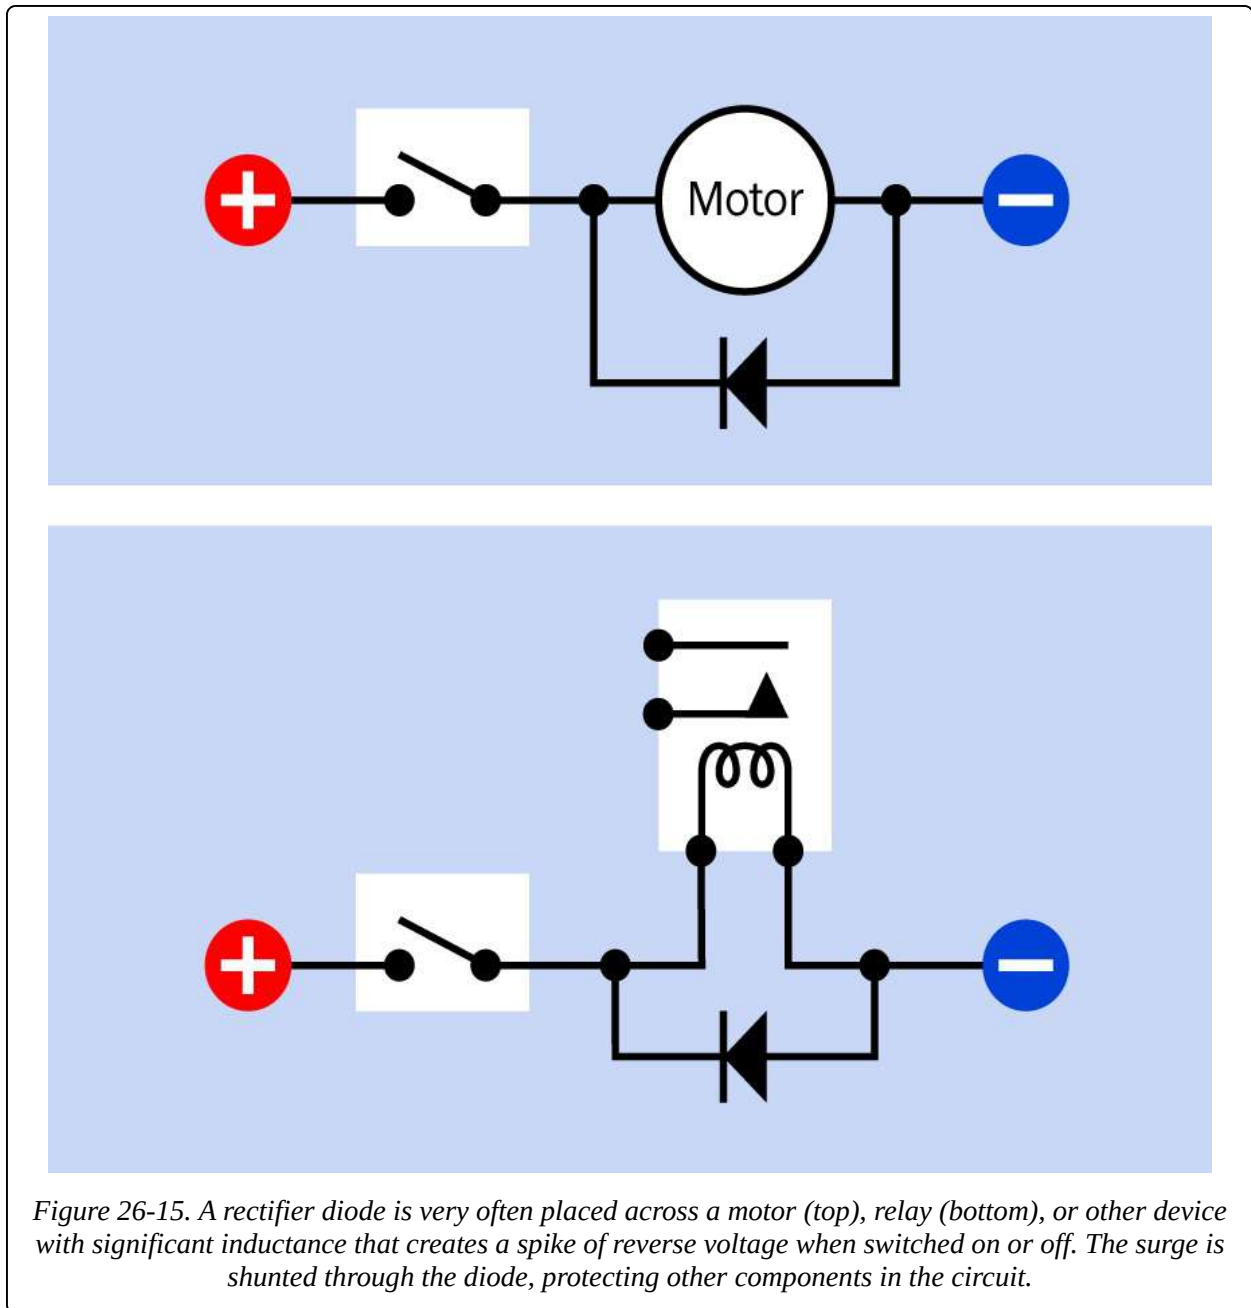 Motor
Figure 26-15. A rectifier diode is very often placed across a motor (top), relay (bottom), or other device
with significant inductance that creates a spike of reverse voltage when switched on or off. The surge is
shunted through the diode, protecting other components in the circuit.